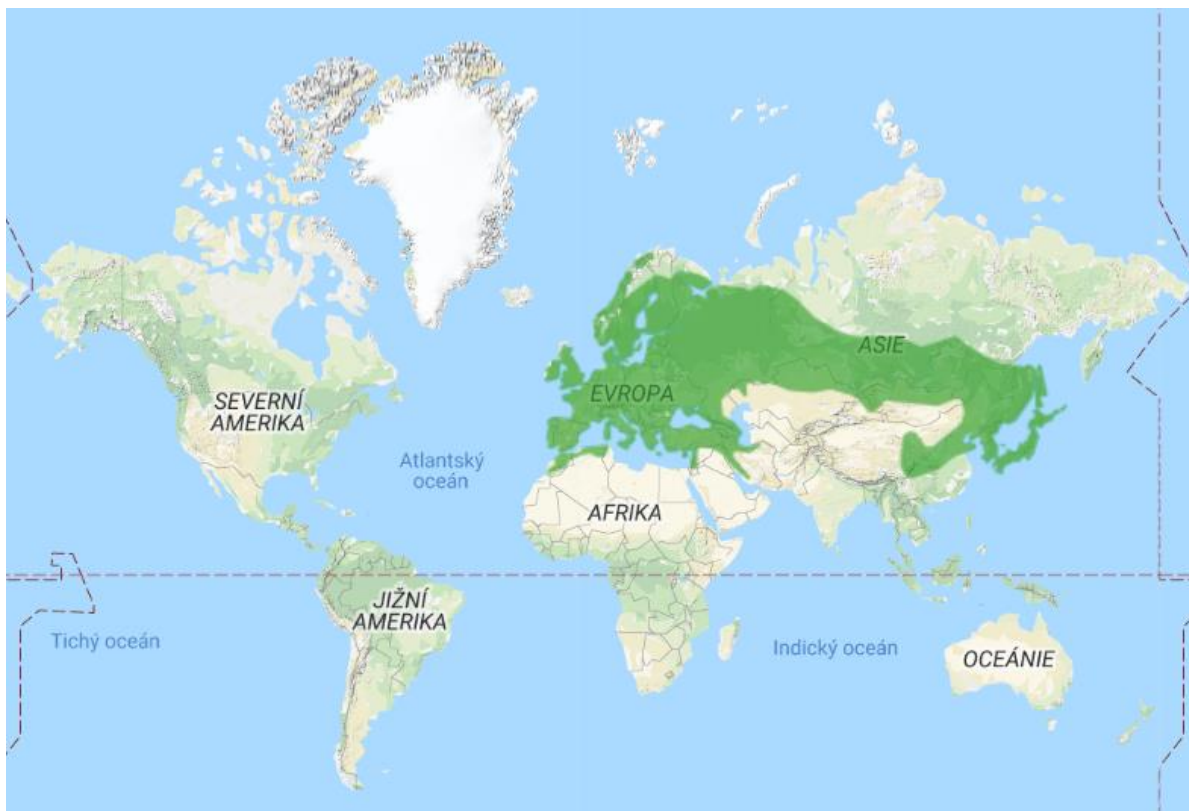 ASIE
SEVERNÍ
AMERIKA
EVROPA
Atlantský
oceán
AFRIKA
JIŽNÍ
AMERIKA
Tichý oceán
Indický oceán
OCEÁNIE